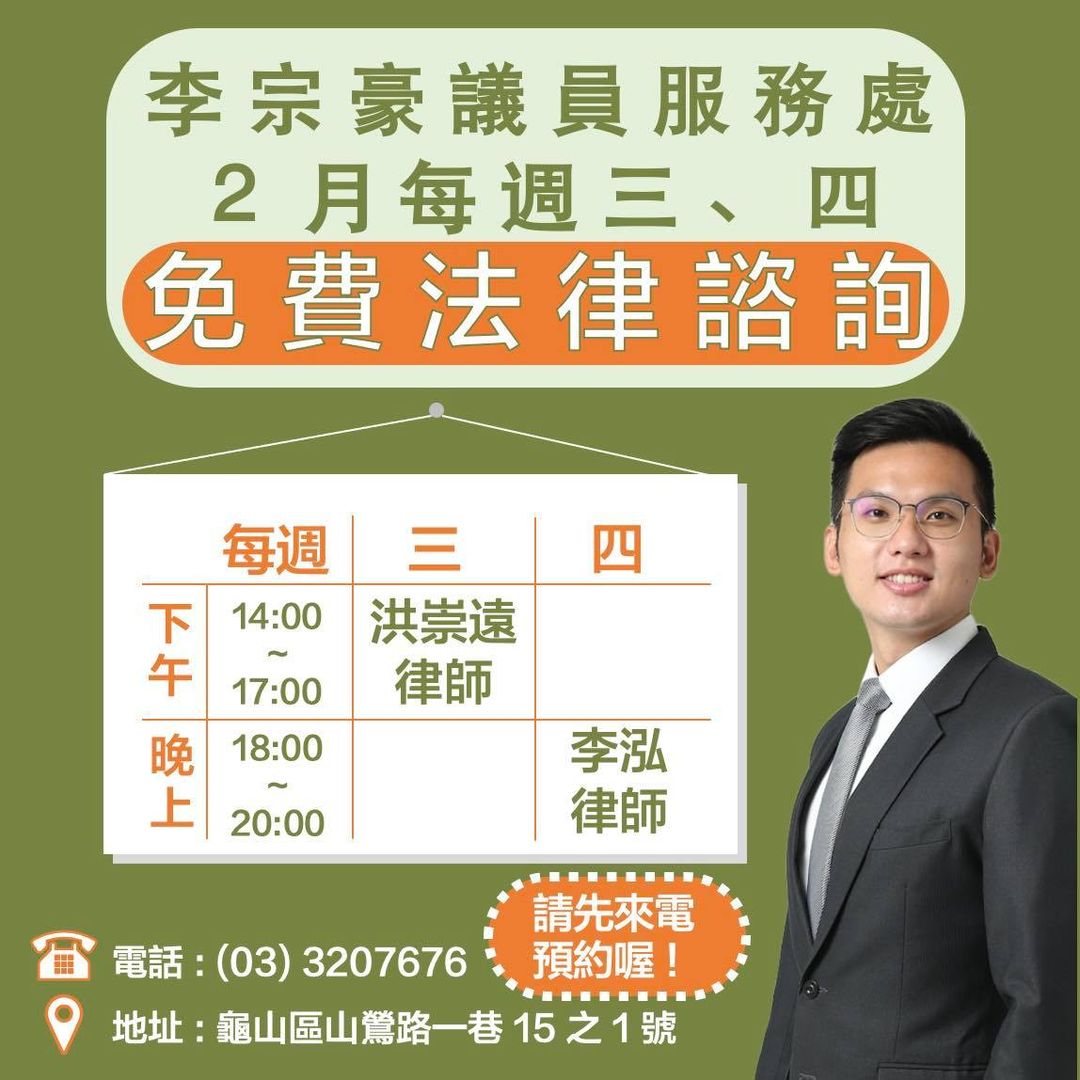 李宗豪議員服務處
2月每週三、四
免費法律諮詢
每週 三 四
下午 14:00 ~ 17:00 洪崇遠律師
晚上 18:00 ~ 20:00 李泓律師
請先來電
預約喔！
電話：(03) 3207676
地址：龜山區山鶯路一巷 15 之 1 號